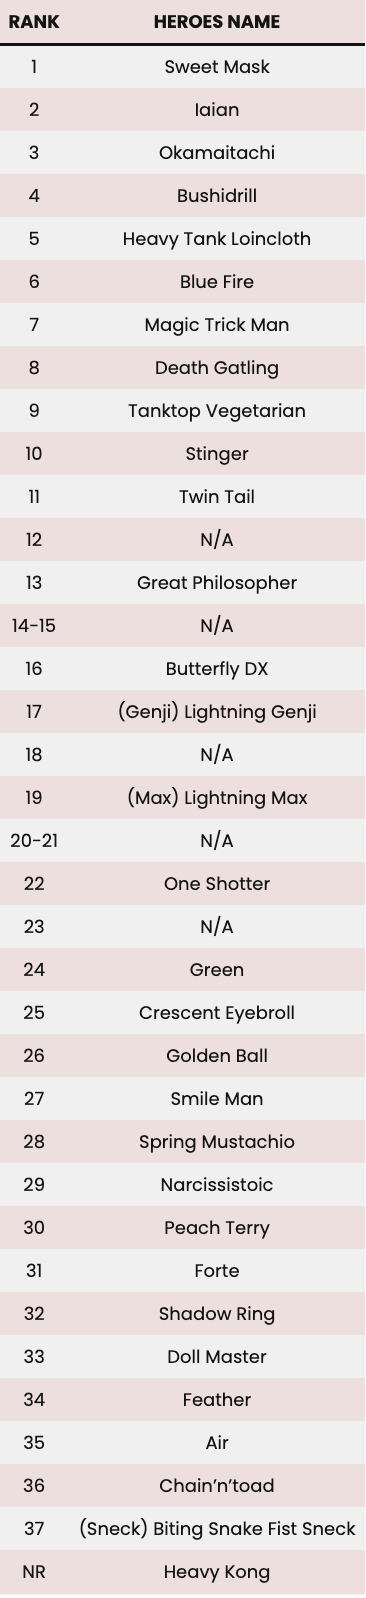 RANK HEROES NAME
1 Sweet Mask
2 Iaian
3 Okamaitachi
4 Bushidrill
5 Heavy Tank Loincloth
6 Blue Fire
7 Magic Trick Man
8 Death Gatling
9 Tanktop Vegetarian
10 Stinger
11 Twin Tail
12 N/A
13 Great Philosopher
14-15 N/A
16 Butterfly DX
17 (Genji) Lightning Genji
18 N/A
19 (Max) Lightning Max
20-21 N/A
22 One Shotter
23 N/A
24 Green
25 Crescent Eyebroll
26 Golden Ball
27 Smile Man
28 Spring Mustachio
29 Narcissistoic
30 Peach Terry
31 Forte
32 Shadow Ring
33 Doll Master
34 Feather
35 Air
36 Chain’n’toad
37 (Sneck) Biting Snake Fist Sneck
NR Heavy Kong